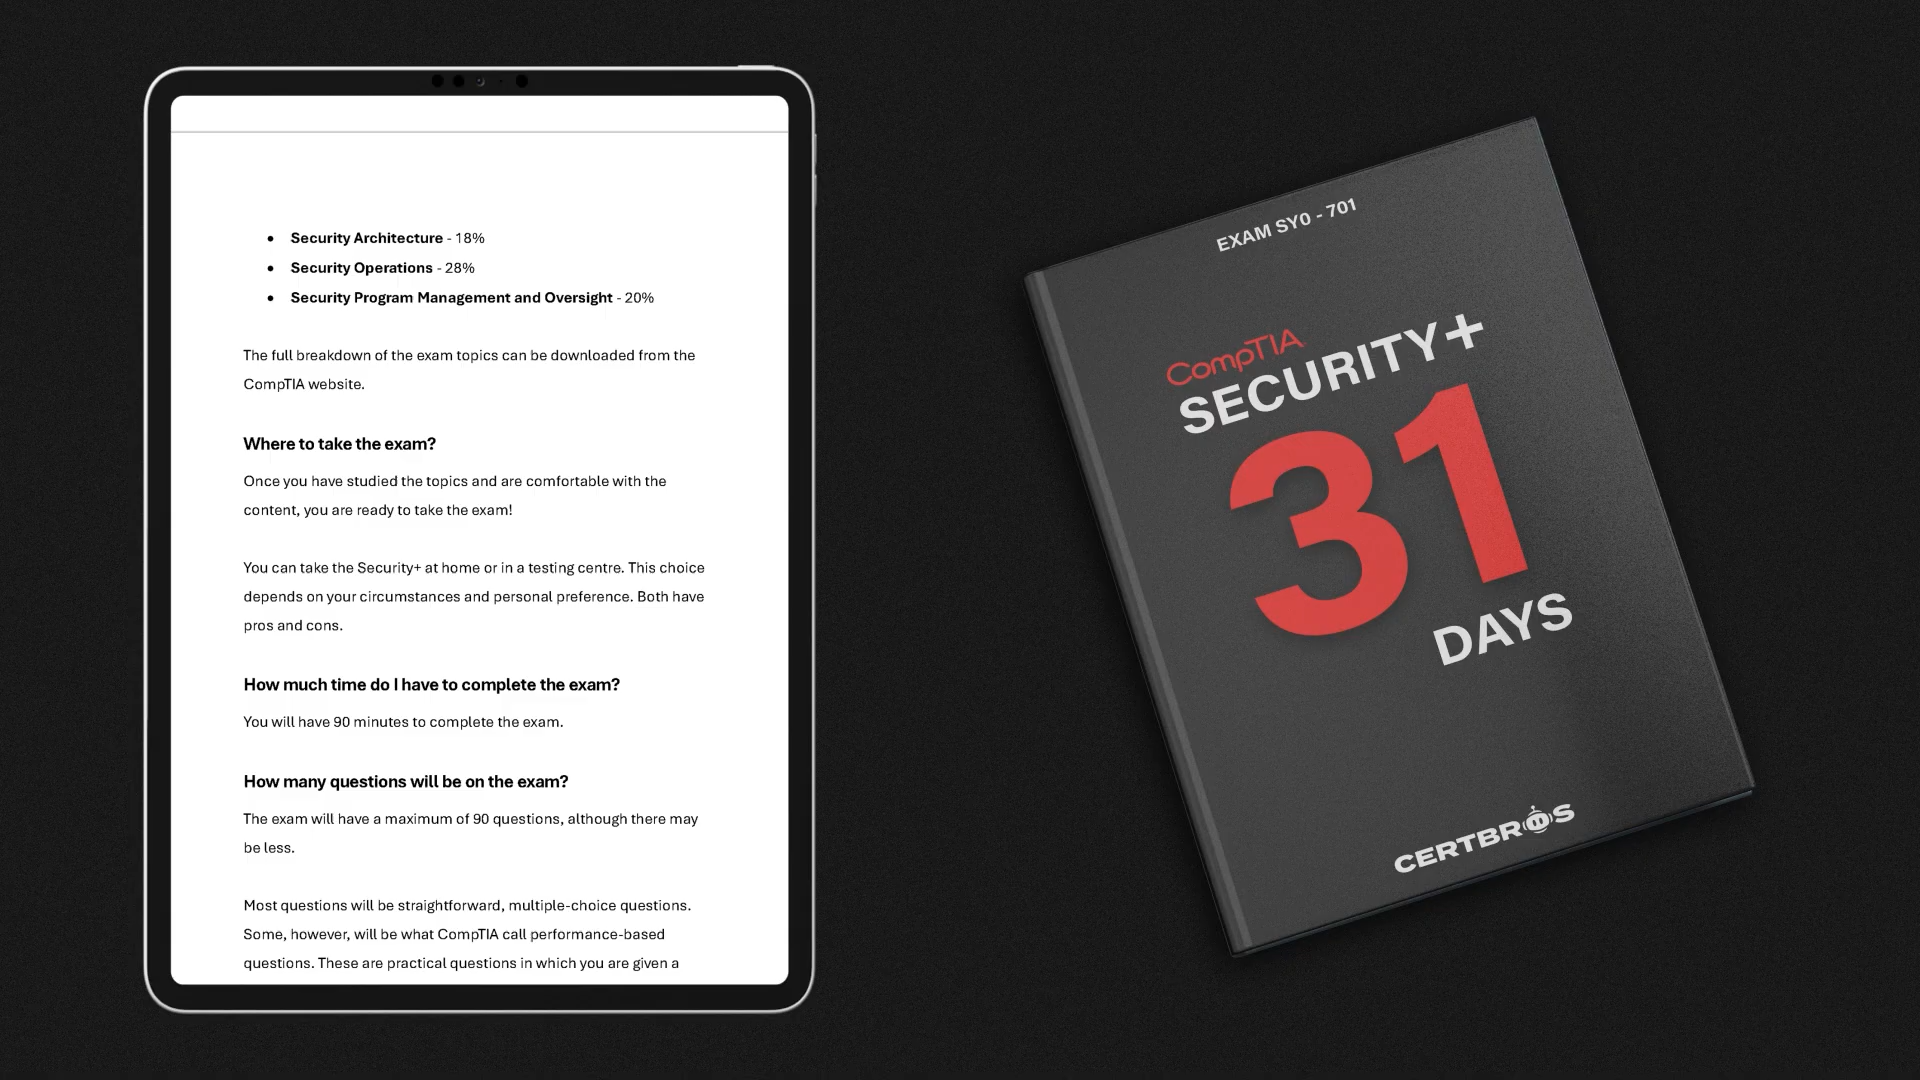 • Security Architecture - 18%
• Security Operations - 28%
• Security Program Management and Oversight - 20%
The full breakdown of the exam topics can be downloaded from the
CompTIA website.
Where to take the exam?
Once you have studied the topics and are comfortable with the
content, you are ready to take the exam!
You can take the Security+ at home or in a testing centre. This choice
depends on your circumstances and personal preference. Both have
pros and cons.
How much time do I have to complete the exam?
You will have 90 minutes to complete the exam.
How many questions will be on the exam?
The exam will have a maximum of 90 questions, although there may
be less.
Most questions will be straightforward, multiple-choice questions.
Some, however, will be what CompTIA call performance-based
questions. These are practical questions in which you are given a
EXAM SY0 - 701
CompTIA
SECURITY+
31
DAYS
CERTBROS